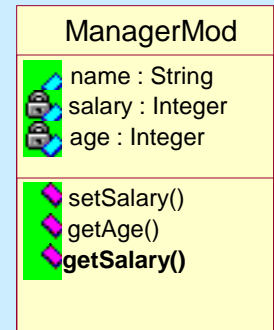 ManagerMod
name : String
salary : Integer
age : Integer
setSalary()
getAge()
getSalary()